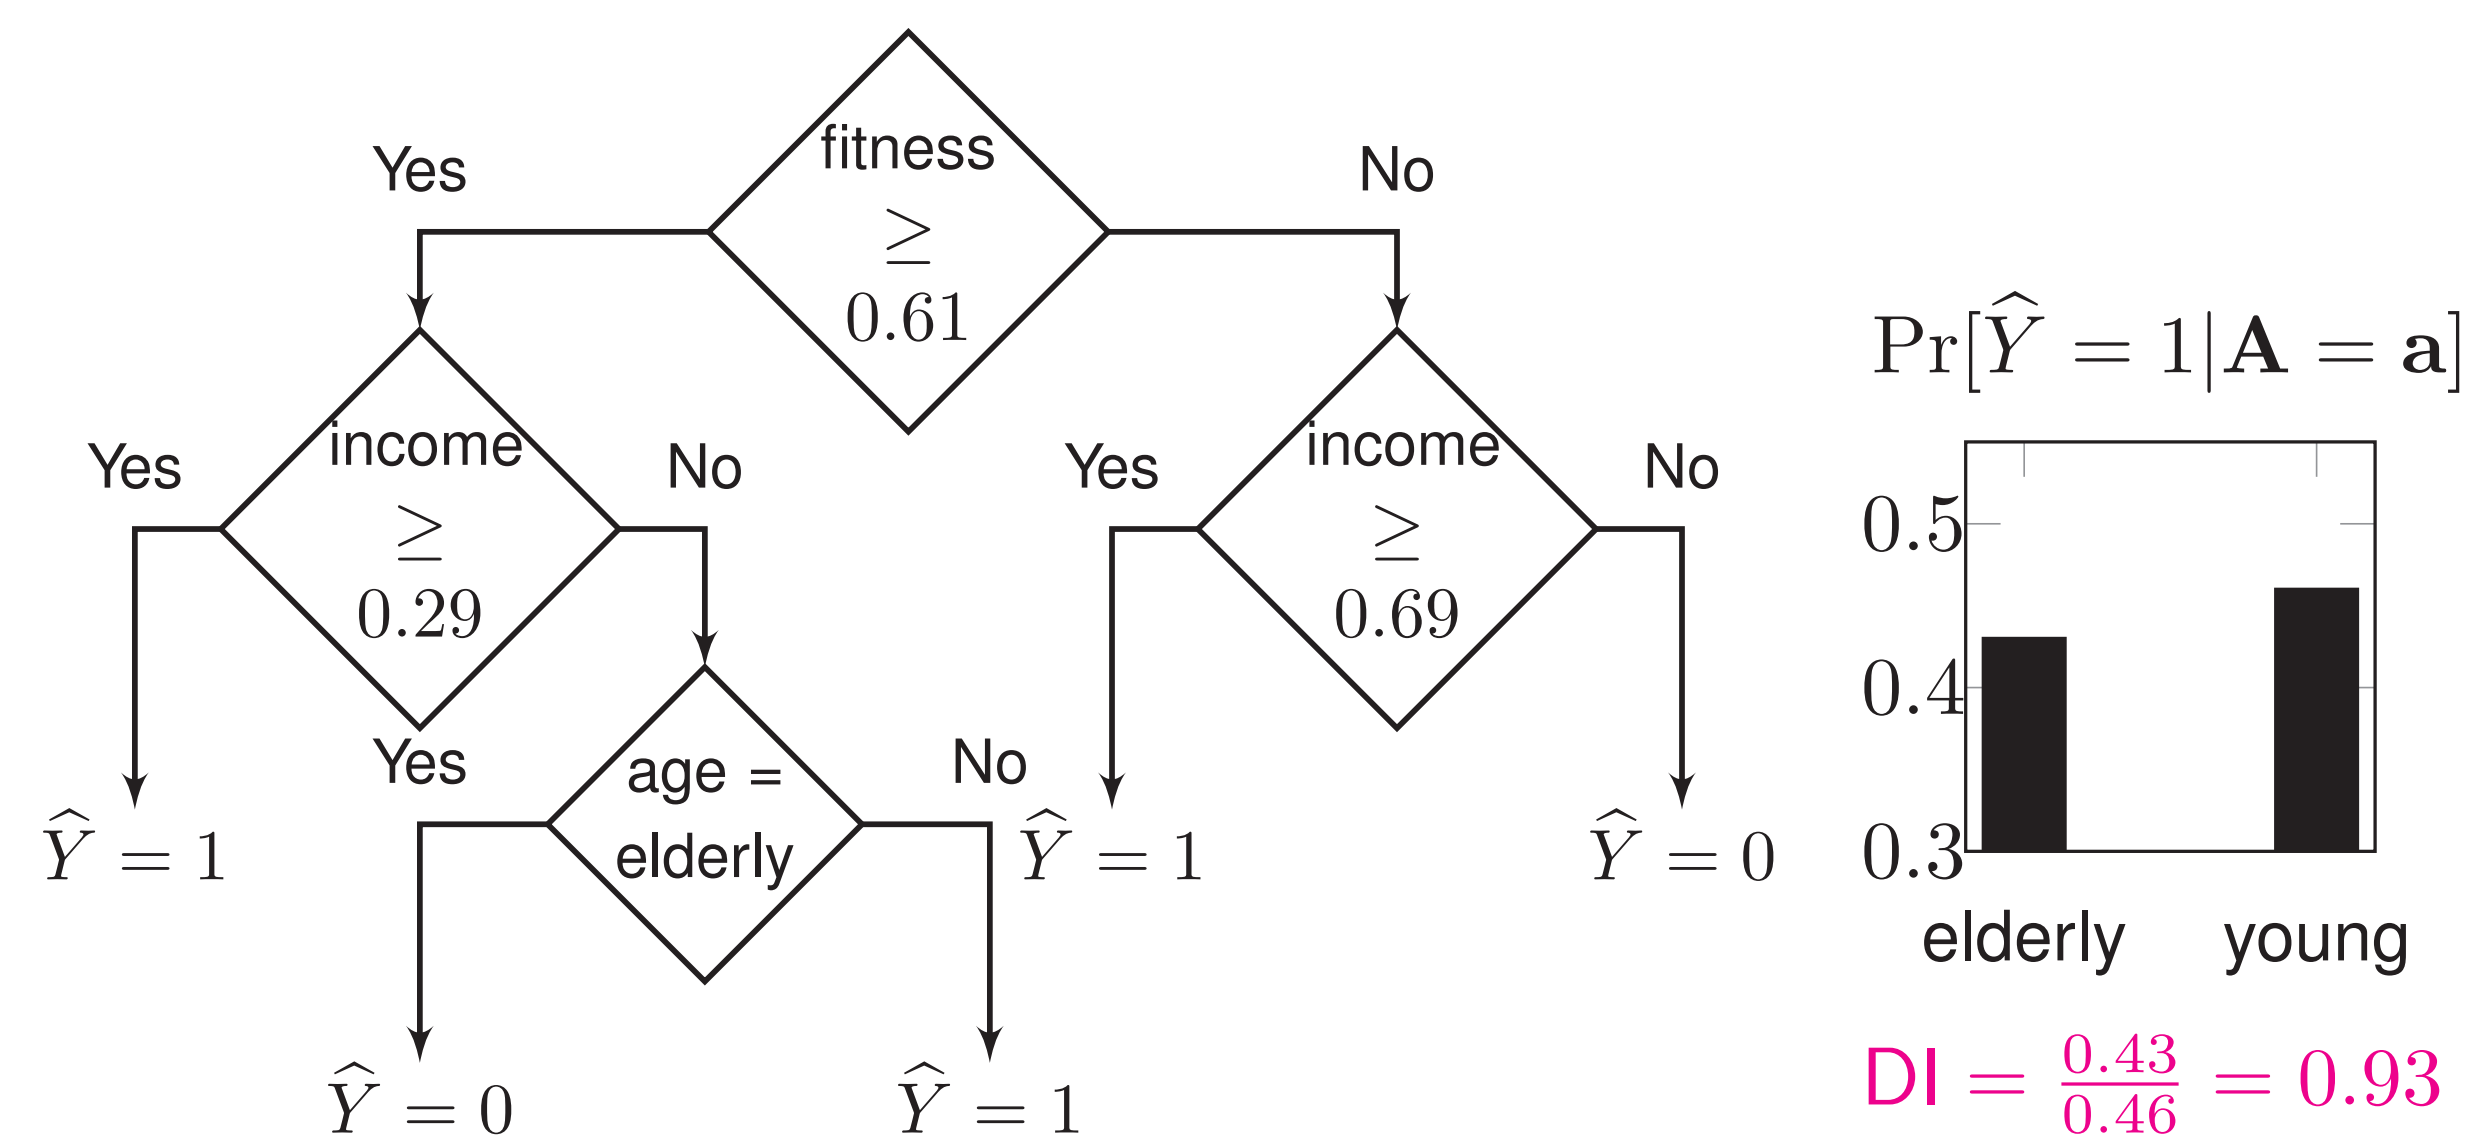 fitness
≥
0.61
Yes
No
income
≥
0.29
Yes
No
income
≥
0.69
Yes
No
age =
elderly
Yes
No
Ŷ = 1
Ŷ = 1
Ŷ = 0
Ŷ = 0
Ŷ = 1
Pr[Ŷ = 1|A = a]
0.5
0.4
0.3
elderly
young
DI = 0.43/0.46 = 0.93